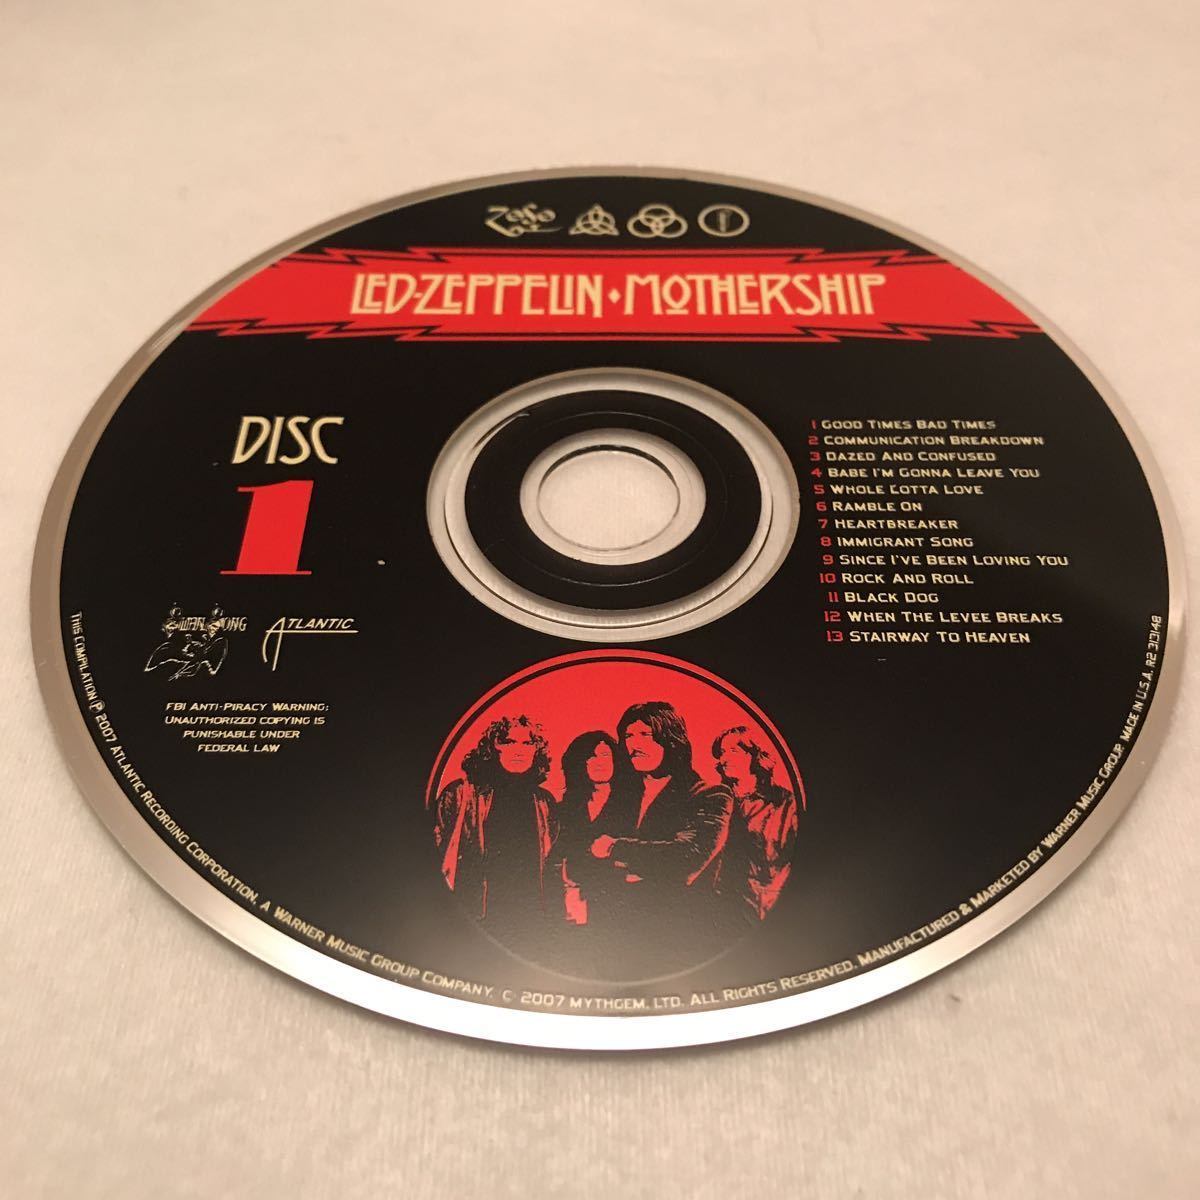 Zoso
LED-ZEPPELIN·MOTHERSHIP
DISC
1
1 GOOD TIMES BAD TIMES
2 COMMUNICATION BREAKDOWN
3 DAZED AND CONFUSED
4 BABE I'M GONNA LEAVE YOU
5 WHOLE LOTTA LOVE
6 RAMBLE ON
7 HEARTBREAKER
8 IMMIGRANT SONG
9 SINCE I'VE BEEN LOVING YOU
10 ROCK AND ROLL
11 BLACK DOG
12 WHEN THE LEVEE BREAKS
13 STAIRWAY TO HEAVEN
SWAN SONG
ATLANTIC
FBI ANTI-PIRACY WARNING:
UNAUTHORIZED COPYING IS
PUNISHABLE UNDER
FEDERAL LAW
THIS COMPILATION ℗ 2007 ATLANTIC RECORDING CORPORATION, A WARNER MUSIC GROUP COMPANY. © 2007 MYTHGEM, LTD. ALL RIGHTS RESERVED. MANUFACTURED & MARKETED BY WARNER MUSIC GROUP. MADE IN U.S.A. R2 313148